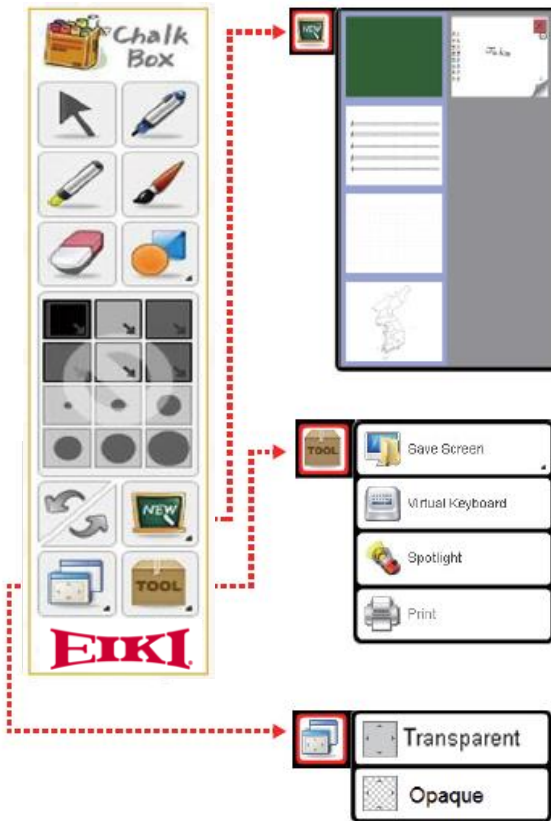 Chalk
Box
NEW
TOOL
EIKI
NEW
TOOL
Save Screen
Virtual Keyboard
Spotlight
Print
Transparent
Opaque